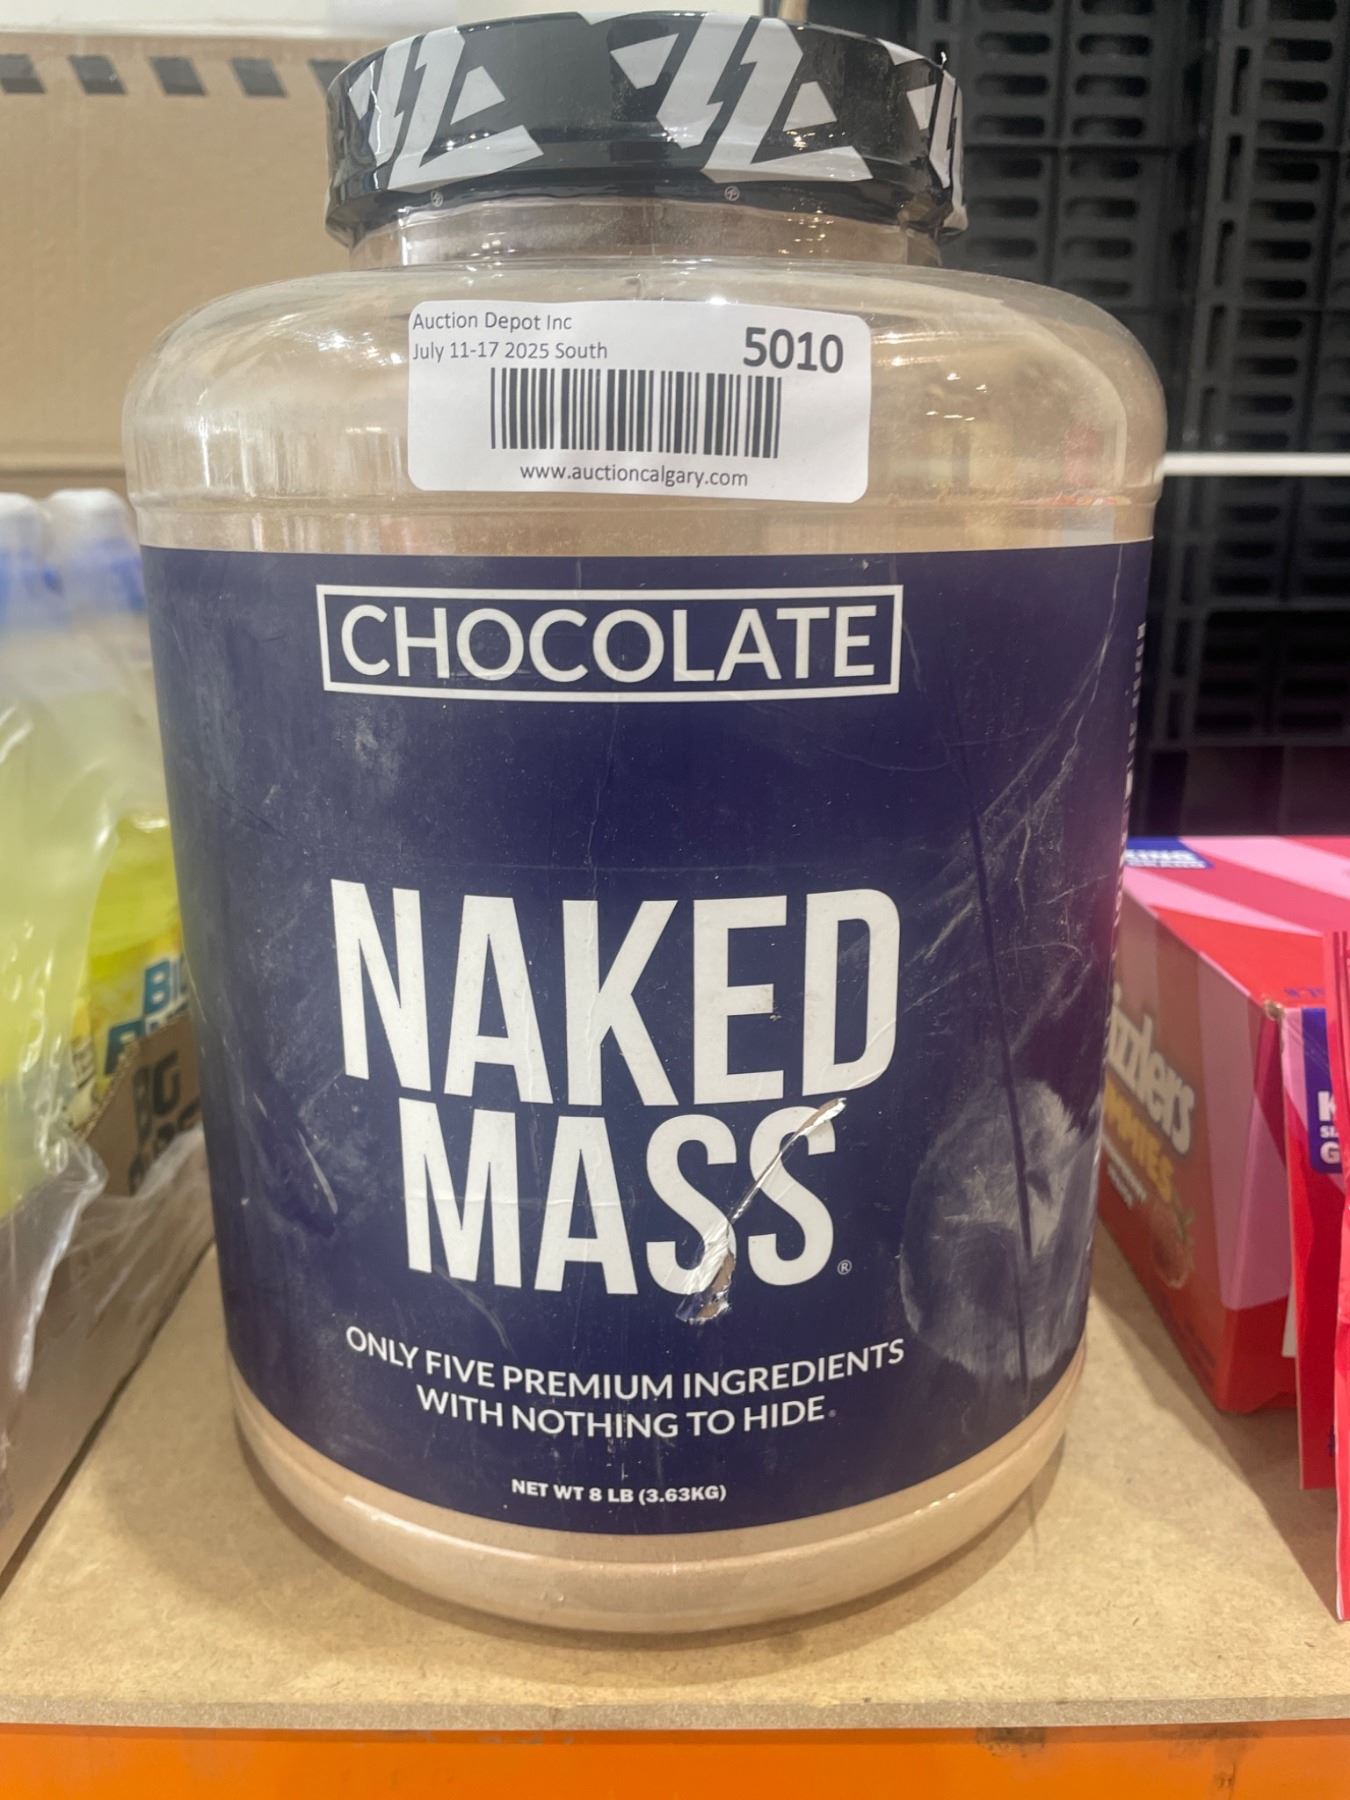 Auction Depot Inc
July 11-17 2025 South
5010
www.auctioncalgary.com
CHOCOLATE
NAKED
MASS®
ONLY FIVE PREMIUM INGREDIENTS
WITH NOTHING TO HIDE
NET WT 8 LB (3.63KG)